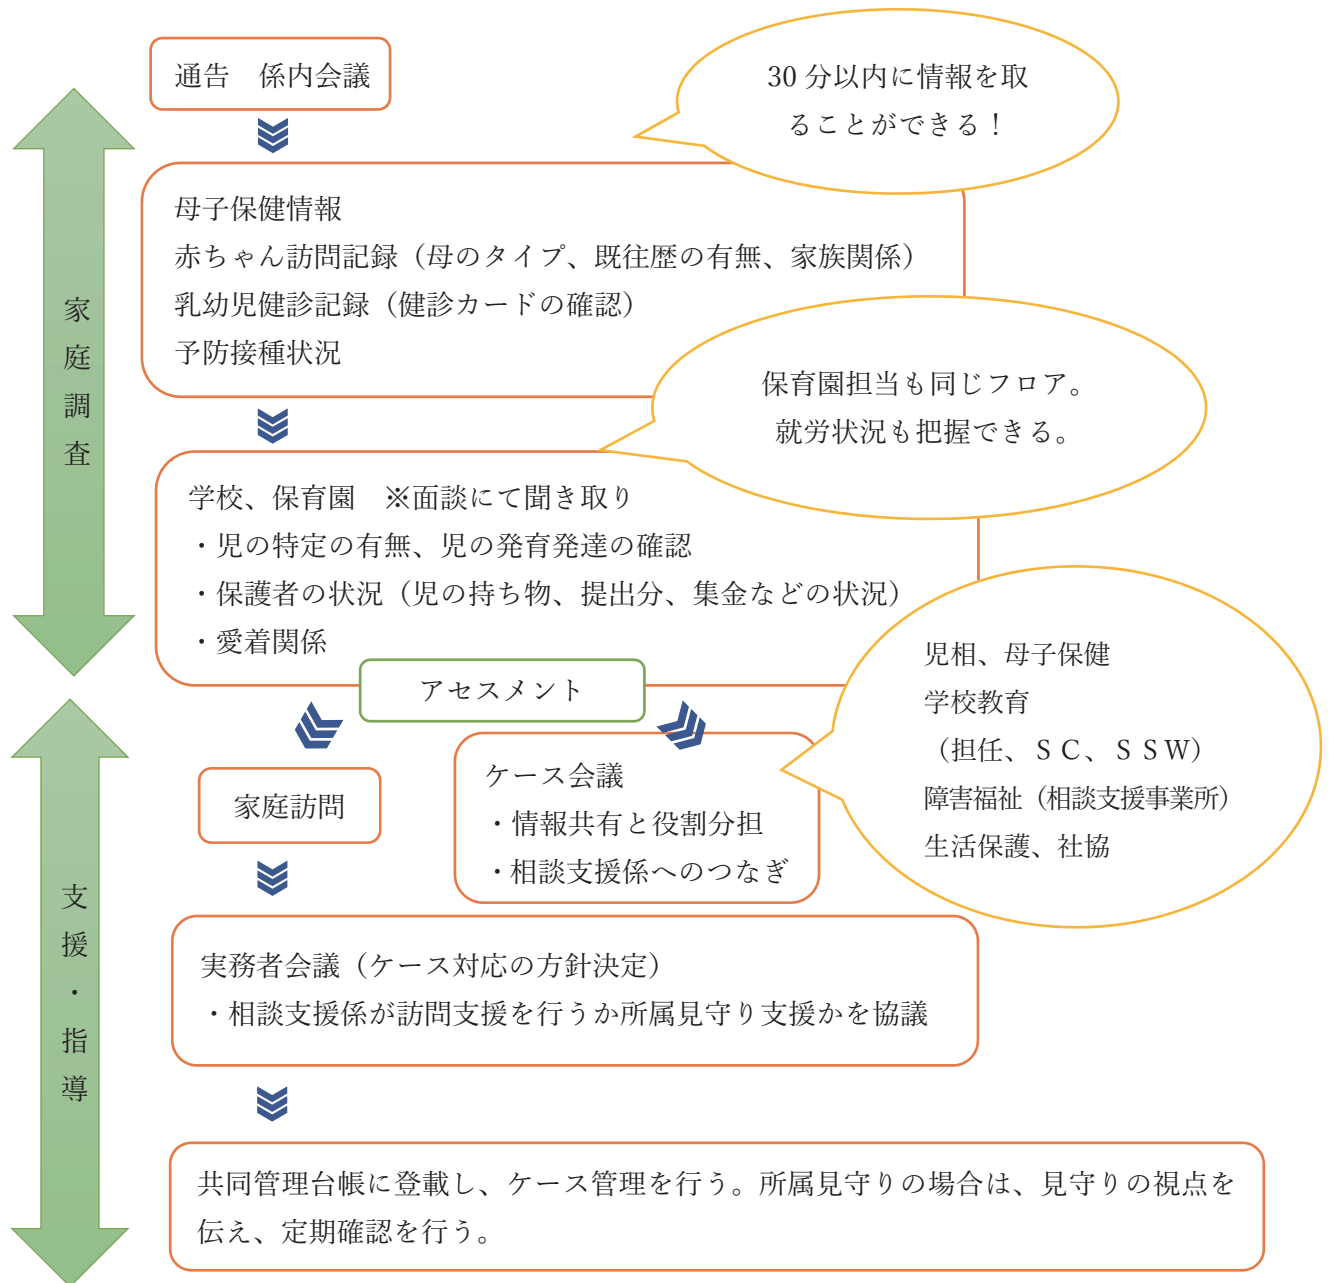 通告　係内会議
30 分以内に情報を取
ることができる！
家庭調査
母子保健情報
赤ちゃん訪問記録（母のタイプ、既往歴の有無、家族関係）
乳幼児健診記録（健診カードの確認）
予防接種状況
保育園担当も同じフロア。
就労状況も把握できる。
学校、保育園　※面談にて聞き取り
・児の特定の有無、児の発育発達の確認
・保護者の状況（児の持ち物、提出分、集金などの状況）
・愛着関係
アセスメント
児相、母子保健
学校教育
（担任、ＳＣ、ＳＳＷ）
障害福祉（相談支援事業所）
生活保護、社協
支援・指導
家庭訪問
ケース会議
・情報共有と役割分担
・相談支援係へのつなぎ
実務者会議（ケース対応の方針決定）
・相談支援係が訪問支援を行うか所属見守り支援かを協議
共同管理台帳に登載し、ケース管理を行う。所属見守りの場合は、見守りの視点を
伝え、定期確認を行う。